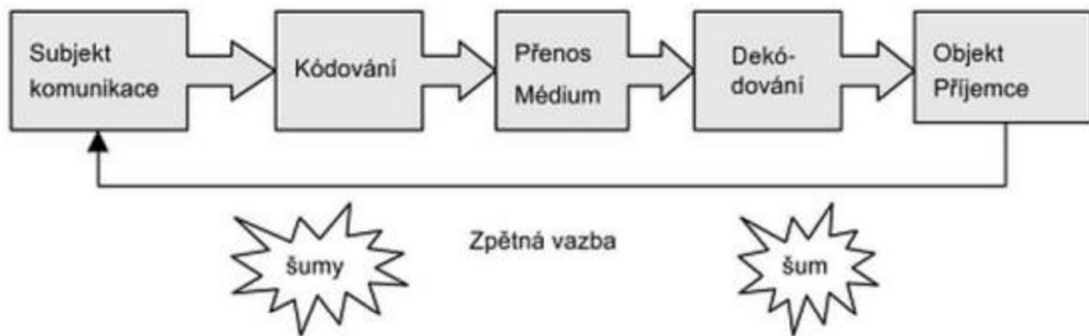 Subjekt
komunikace
Kódování
Přenos
Médium
Dekó-
dování
Objekt
Příjemce
Zpětná vazba
šumy
šum